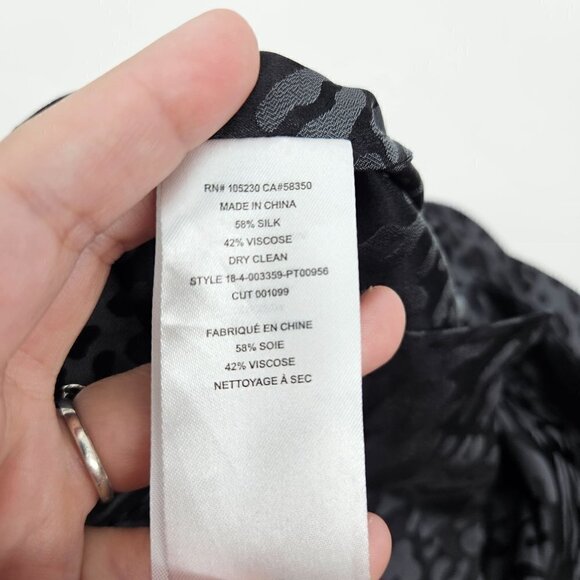 RN# 105230 CA#58350
MADE IN CHINA
58% SILK
42% VISCOSE
DRY CLEAN
STYLE 18-4-003359-PT00956
CUT 001099
FABRIQUÉ EN CHINE
58% SOIE
42% VISCOSE
NETTOYAGE À SEC